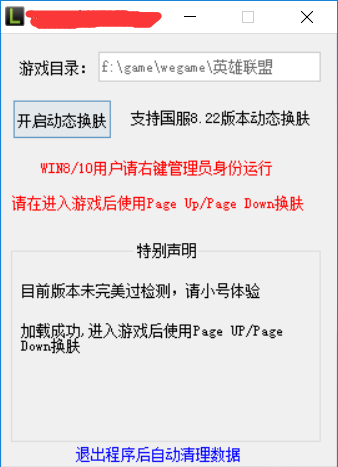 游戏目录：
f:\game\wegame\英雄联盟
开启动态换肤
支持国服8.22版本动态换肤
WIN8/10用户请右键管理员身份运行
请在进入游戏后使用Page Up/Page Down换肤
特别声明
目前版本未完美过检测，请小号体验
加载成功,进入游戏后使用Page UP/Page
Down换肤
退出程序后自动清理数据